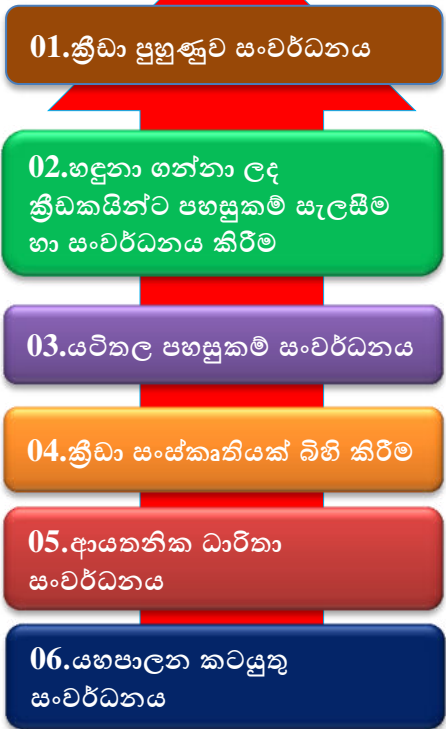 01.ක්‍රීඩා පුහුණුව සංවර්ධනය
02.හඳුනා ගන්නා ලද
ක්‍රීඩකයින්ට පහසුකම් සැලසීම
හා සංවර්ධනය කිරීම
03.යටිතල පහසුකම් සංවර්ධනය
04.ක්‍රීඩා සංස්කෘතියක් බිහි කිරීම
05.ආයතනික ධාරිතා
සංවර්ධනය
06.යහපාලන කටයුතු
සංවර්ධනය